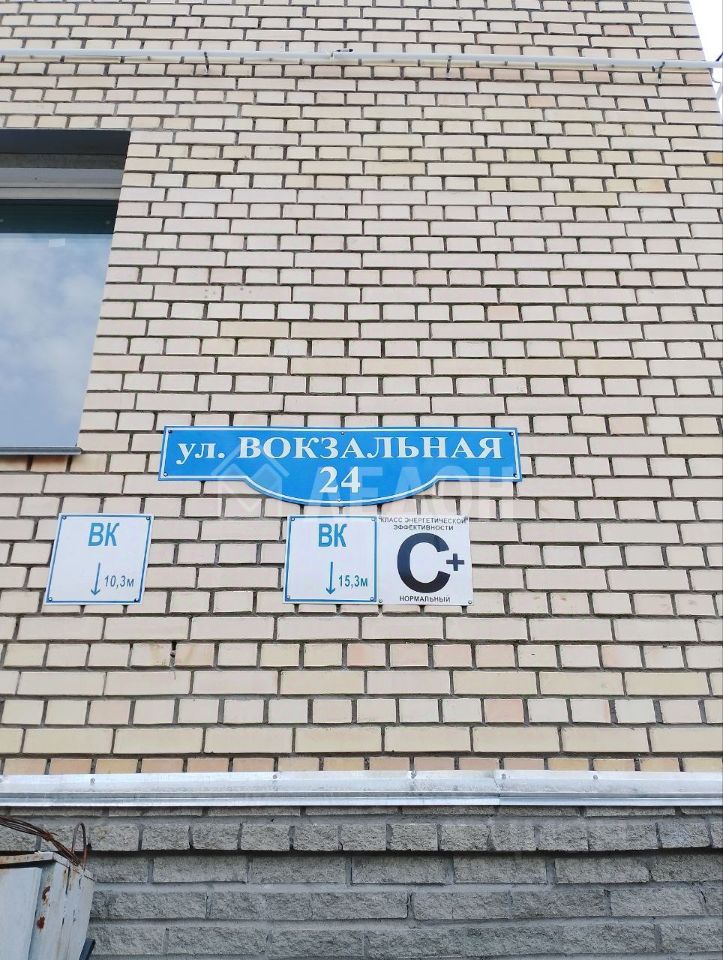 ул. ВОКЗАЛЬНАЯ
24
ВК
10,3м
ВК
15,3м
КЛАСС ЭНЕРГЕТИЧЕСКОЙ
ЭФФЕКТИВНОСТИ
C+
НОРМАЛЬНЫЙ